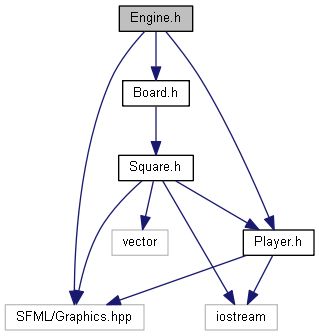 Engine.h
Board.h
Square.h
vector
Player.h
SFML/Graphics.hpp
iostream